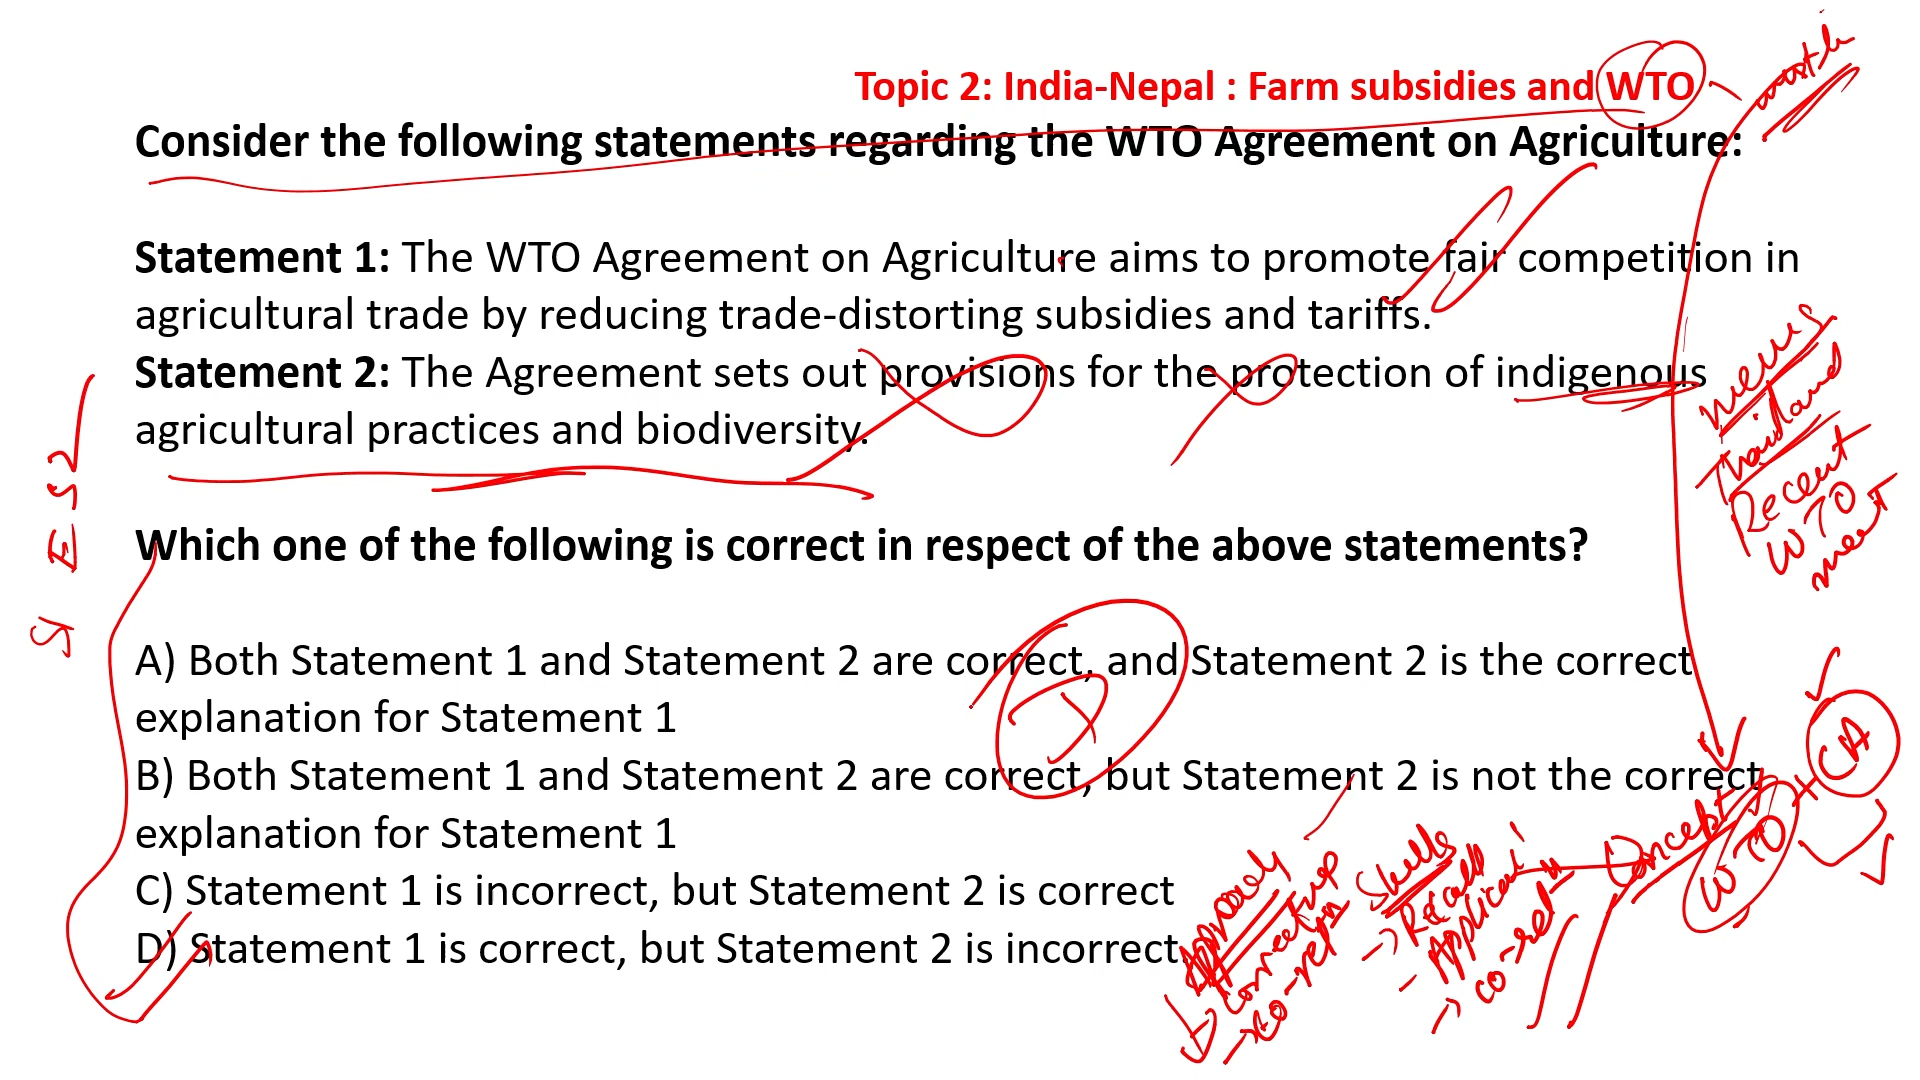 Topic 2: India-Nepal : Farm subsidies and WTO
Consider the following statements regarding the WTO Agreement on Agriculture:
Statement 1: The WTO Agreement on Agriculture aims to promote fair competition in
agricultural trade by reducing trade-distorting subsidies and tariffs.
Statement 2: The Agreement sets out provisions for the protection of indigenous
agricultural practices and biodiversity.
Which one of the following is correct in respect of the above statements?
A) Both Statement 1 and Statement 2 are correct, and Statement 2 is the correct
explanation for Statement 1
B) Both Statement 1 and Statement 2 are correct, but Statement 2 is not the correct
explanation for Statement 1
C) Statement 1 is incorrect, but Statement 2 is correct
D) Statement 1 is correct, but Statement 2 is incorrect.
news
Thailand
Recent
WTO
meet
CA
+
Concept
WTO
Skills
Recall
co-reln
Approach